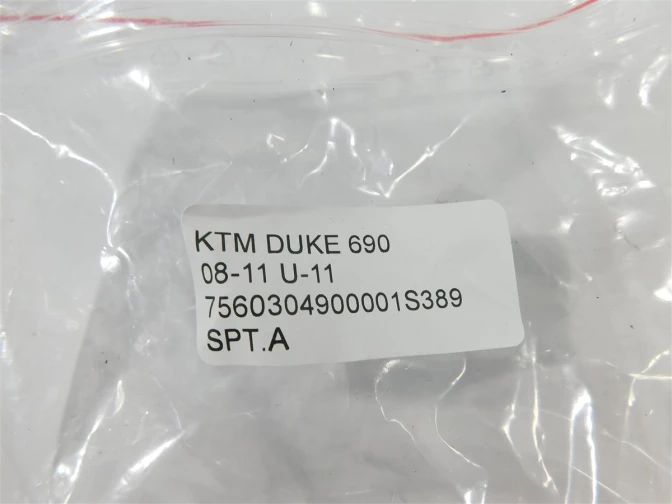 KTM DUKE 690
08-11 U-11
7560304900001S389
SPT.A